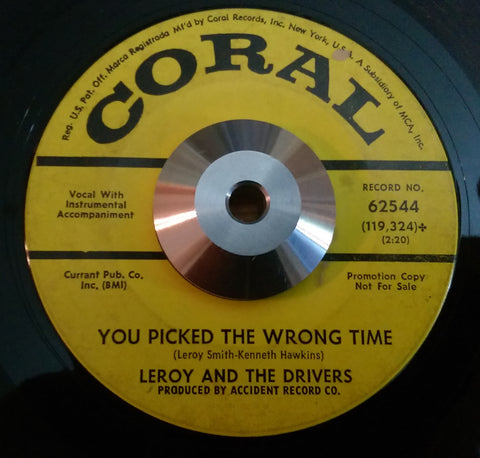 Reg. U.S. Pat. Off. Marca Registrada Mf'd by Coral Records, Inc. New York, U.S.A. A Subsidiary of MCA, Inc.
CORAL
Vocal With
Instrumental
Accompaniment
RECORD NO.
62544
(119,324)+
(2:20)
Currant Pub. Co.
Inc, (BMI)
Promotion Copy
Not For Sale
YOU PICKED THE WRONG TIME
(Leroy Smith-Kenneth Hawkins)
LEROY AND THE DRIVERS
PRODUCED BY ACCIDENT RECORD CO.